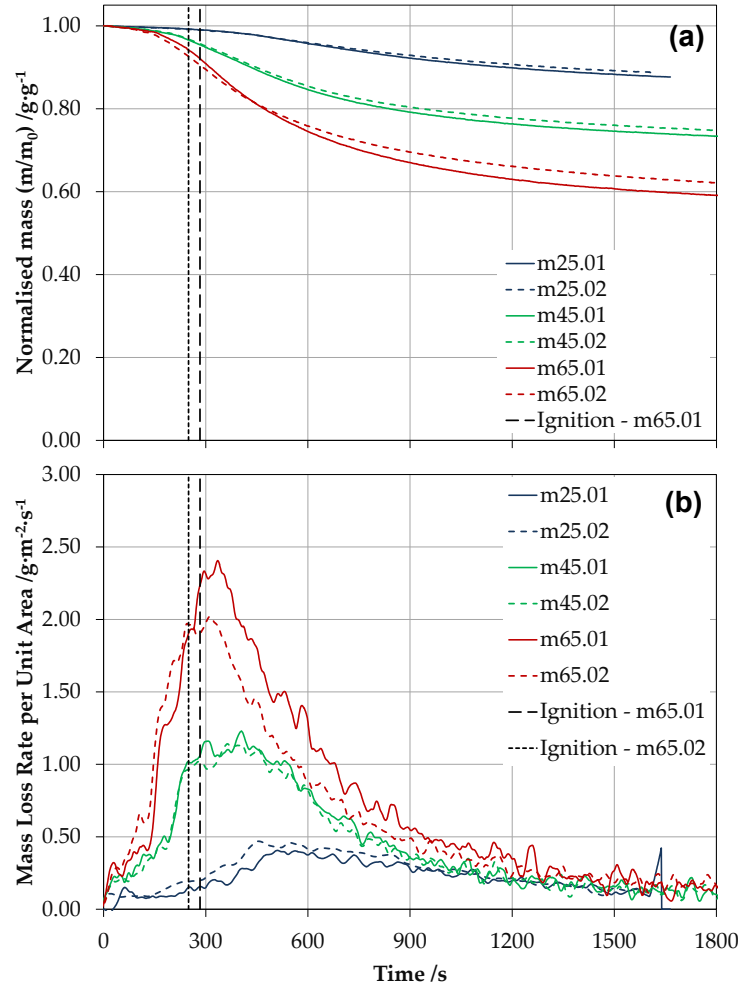 (a)
Normalised mass (m/m₀) /g·g⁻¹
1.00
0.80
0.60
0.40
0.20
0.00
m25.01
m25.02
m45.01
m45.02
m65.01
m65.02
Ignition - m65.01
(b)
Mass Loss Rate per Unit Area /g·m⁻²·s⁻¹
3.00
2.50
2.00
1.50
1.00
0.50
0.00
m25.01
m25.02
m45.01
m45.02
m65.01
m65.02
Ignition - m65.01
Ignition - m65.02
0 300 600 900 1200 1500 1800
Time /s